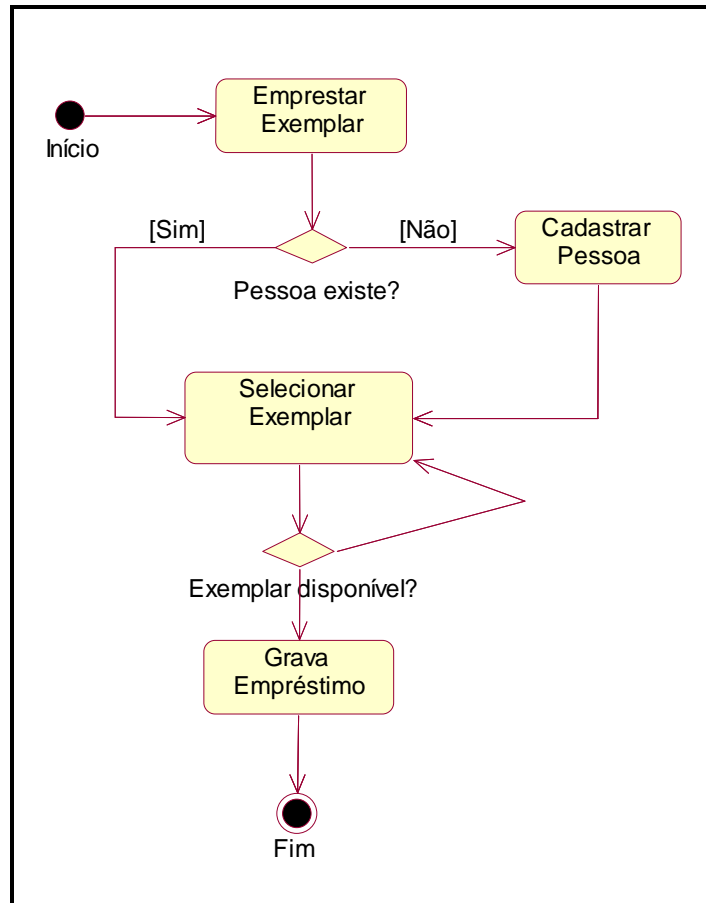 Emprestar
Exemplar
Início
[Sim]
[Não]
Cadastrar
Pessoa
Pessoa existe?
Selecionar
Exemplar
Exemplar disponível?
Grava
Empréstimo
Fim